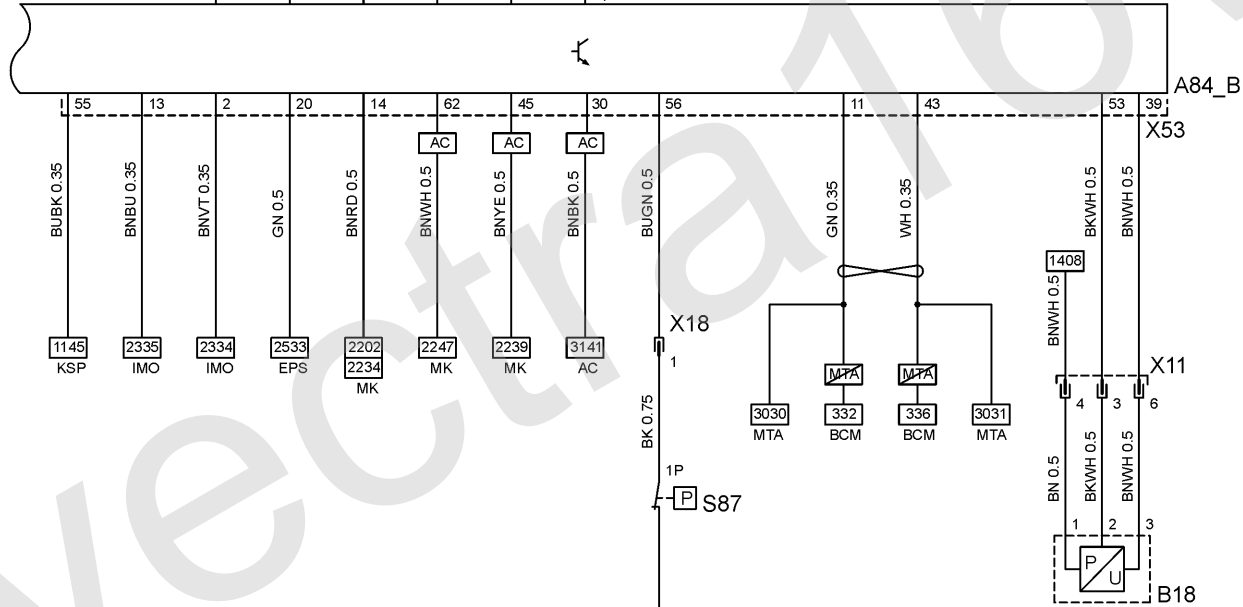 A84_B
55 13 2 20 14 62 45 30 56 11 43 53 39
X53
AC AC AC
BUBK 0.35
BNBU 0.35
BNVT 0.35
GN 0.5
BNRD 0.5
BNWH 0.5
BNYE 0.5
BNBK 0.5
BUGN 0.5
GN 0.35
WH 0.35
BKWH 0.5
BNWH 0.5
1408
BNWH 0.5
X18
1
1145 2335 2334 2533 2202 2247 2239 3141
KSP IMO IMO EPS 2234 MK MK AC
MK
X11
MTA MTA
4 3 6
3030 332 336 3031
MTA BCM BCM MTA
BK 0.75
BN 0.5
BKWH 0.5
BNWH 0.5
1P
P S87
1 2 3
P
U
B18
vectra16v